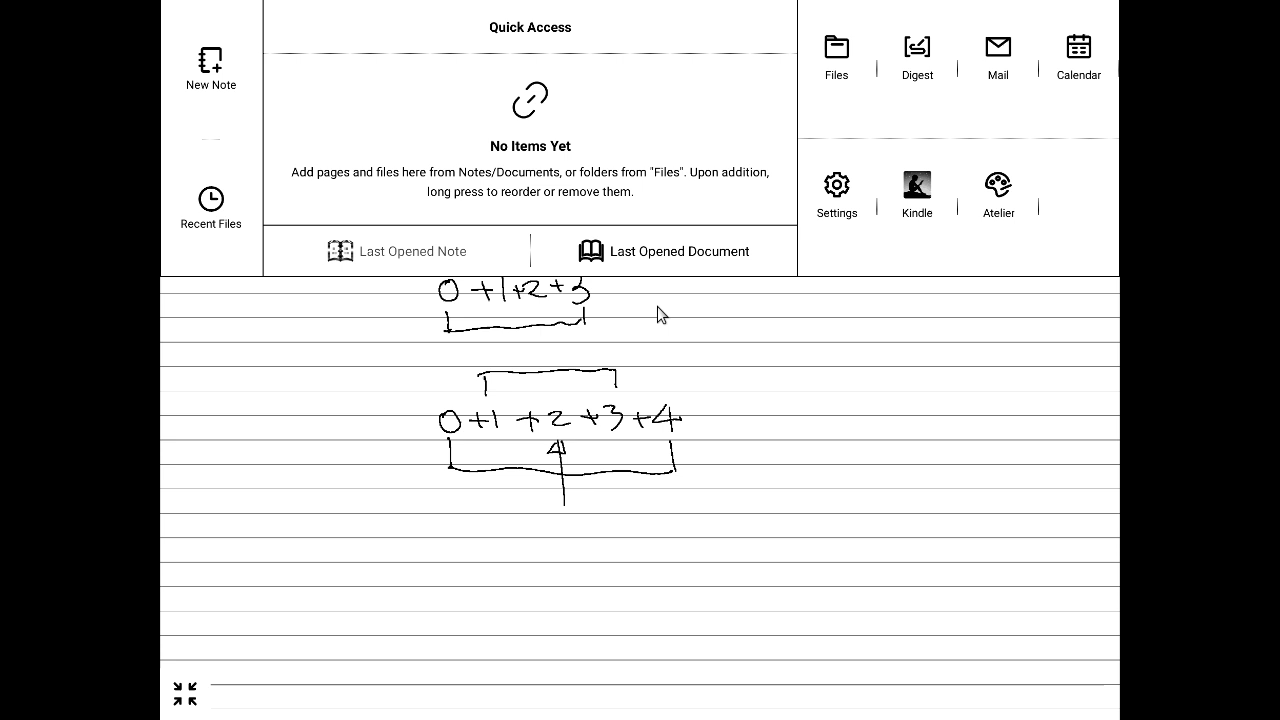 Quick Access
New Note
No Items Yet
Add pages and files here from Notes/Documents, or folders from "Files". Upon addition,
long press to reorder or remove them.
Recent Files
Last Opened Note
Last Opened Document
Files
Digest
Mail
Calendar
Settings
Kindle
Atelier
0 +1+2+3
0+1 +2+3+4